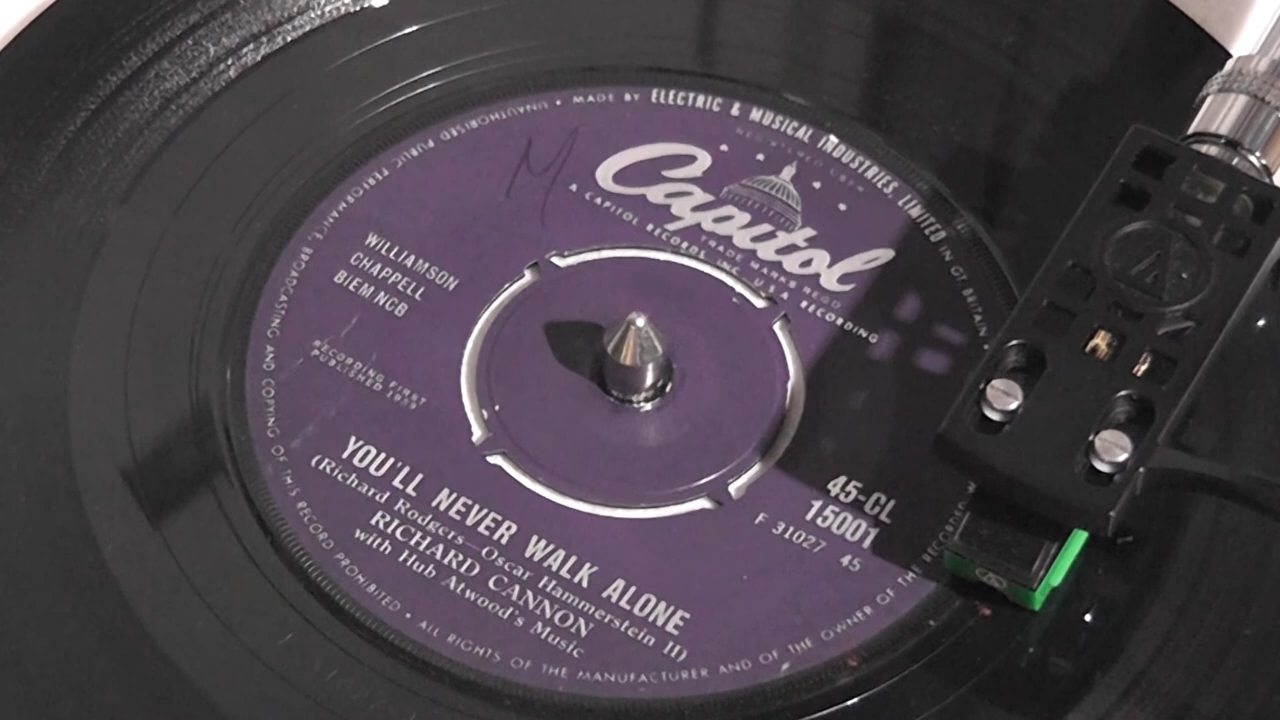 UNAUTHORISED PUBLIC PERFORMANCE, BROADCASTING AND COPYING OF THIS RECORD PROHIBITED • ALL RIGHTS OF THE MANUFACTURER AND OF THE OWNER OF THE RECORDED
• MADE BY ELECTRIC & MUSICAL INDUSTRIES, LIMITED IN GT. BRITAIN
M
Capitol
TRADE MARKS REGD
A CAPITOL RECORDS, INC. U.S.A. RECORDING
WILLIAMSON
CHAPPELL
BIEM NCB
RECORDING FIRST
PUBLISHED 1959
45-CL
15001
F 31027 45
YOU'LL NEVER WALK ALONE
(Richard Rodgers—Oscar Hammerstein II)
RICHARD CANNON
with Hub Atwood's Music